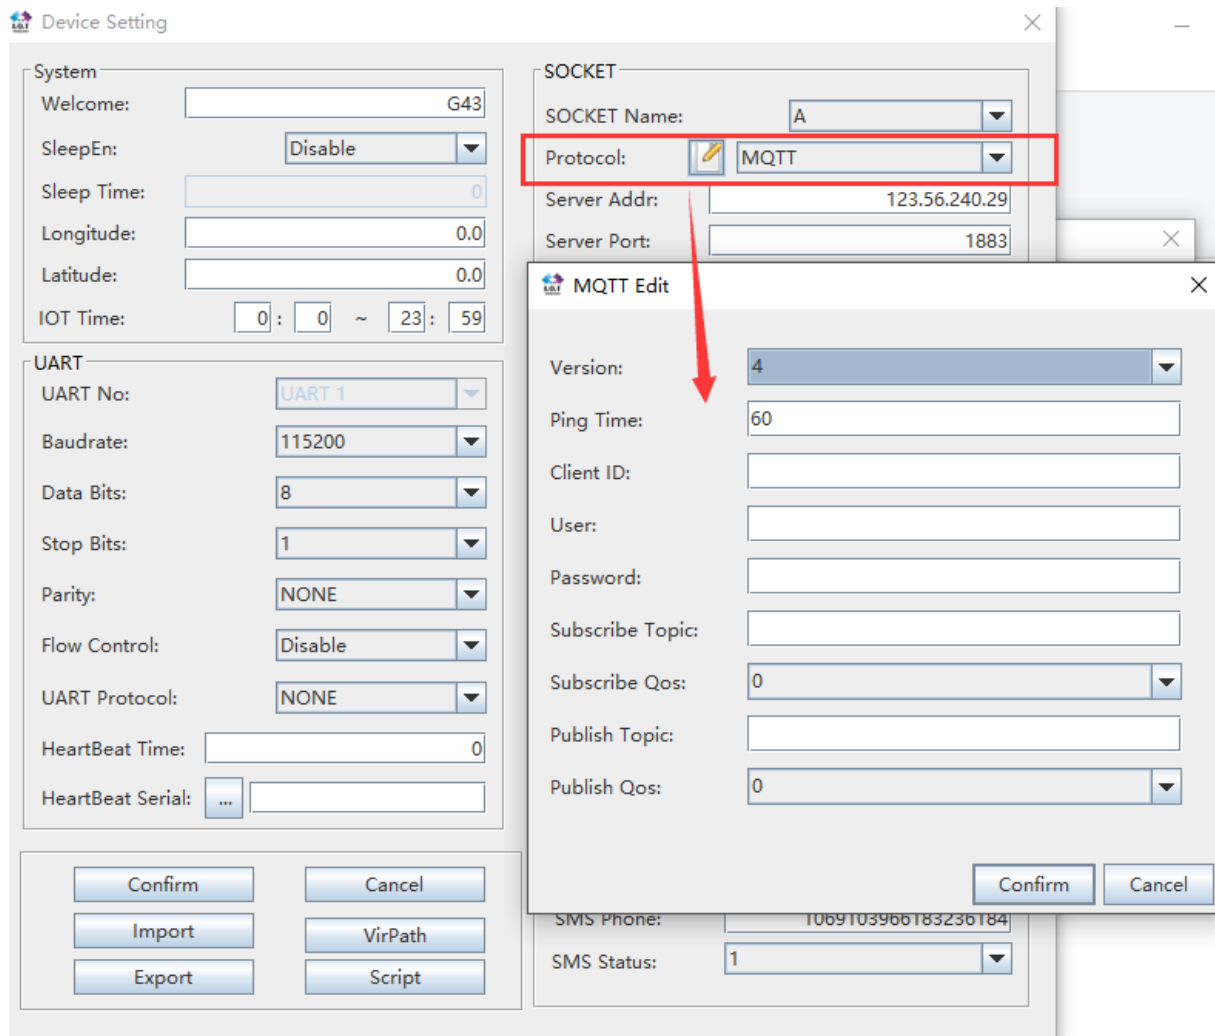 Device Setting
System
Welcome: G43
SleepEn: Disable
Sleep Time: 0
Longitude: 0.0
Latitude: 0.0
IOT Time: 0 : 0 ~ 23 : 59
UART
UART No: UART 1
Baudrate: 115200
Data Bits: 8
Stop Bits: 1
Parity: NONE
Flow Control: Disable
UART Protocol: NONE
HeartBeat Time: 0
HeartBeat Serial: ...
Confirm Cancel
Import VirPath
Export Script
SOCKET
SOCKET Name: A
Protocol: MQTT
Server Addr: 123.56.240.29
Server Port: 1883
MQTT Edit
Version: 4
Ping Time: 60
Client ID:
User:
Password:
Subscribe Topic:
Subscribe Qos: 0
Publish Topic:
Publish Qos: 0
Confirm Cancel
SMS Phone: 1069103966183236184
SMS Status: 1